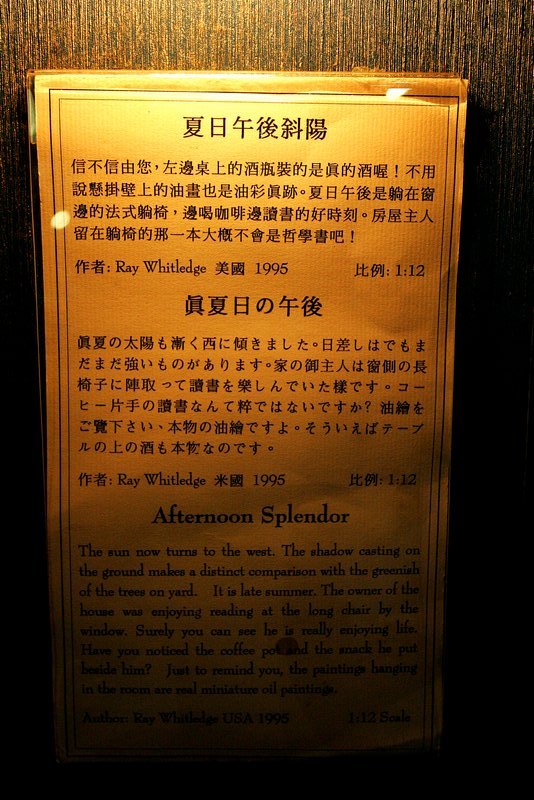 夏日午後斜陽
信不信由您，左邊桌上的酒瓶裝的是眞的酒喔！不用
說懸掛壁上的油畫也是油彩眞跡。夏日午後是躺在窗
邊的法式躺椅，邊喝咖啡邊讀書的好時刻。房屋主人
留在躺椅的那一本大概不會是哲學書吧！
作者: Ray Whitledge 美國 1995 比例: 1:12
眞夏日の午後
眞夏の太陽も漸く西に傾きました。日差しはでもま
だまだ強いものがあります。家の御主人は窗側の長
椅子に陣取って讀書を樂しんでいた樣です。コー
ヒー片手の讀書なんて粹ではないですか？油繪を
ご覽下さい、本物の油繪ですよ。そういえばテーブ
ルの上の酒も本物なのです。
作者: Ray Whitledge 米國 1995 比例: 1:12
Afternoon Splendor
The sun now turns to the west. The shadow casting on
the ground makes a distinct comparison with the greenish
of the trees on yard. It is late summer. The owner of the
house was enjoying reading at the long chair by the
window. Surely you can see he is really enjoying life.
Have you noticed the coffee pot and the snack he put
beside him? Just to remind you, the paintings hanging
in the room are real miniature oil paintings.
Author: Ray Whitledge USA 1995 1:12 Scale